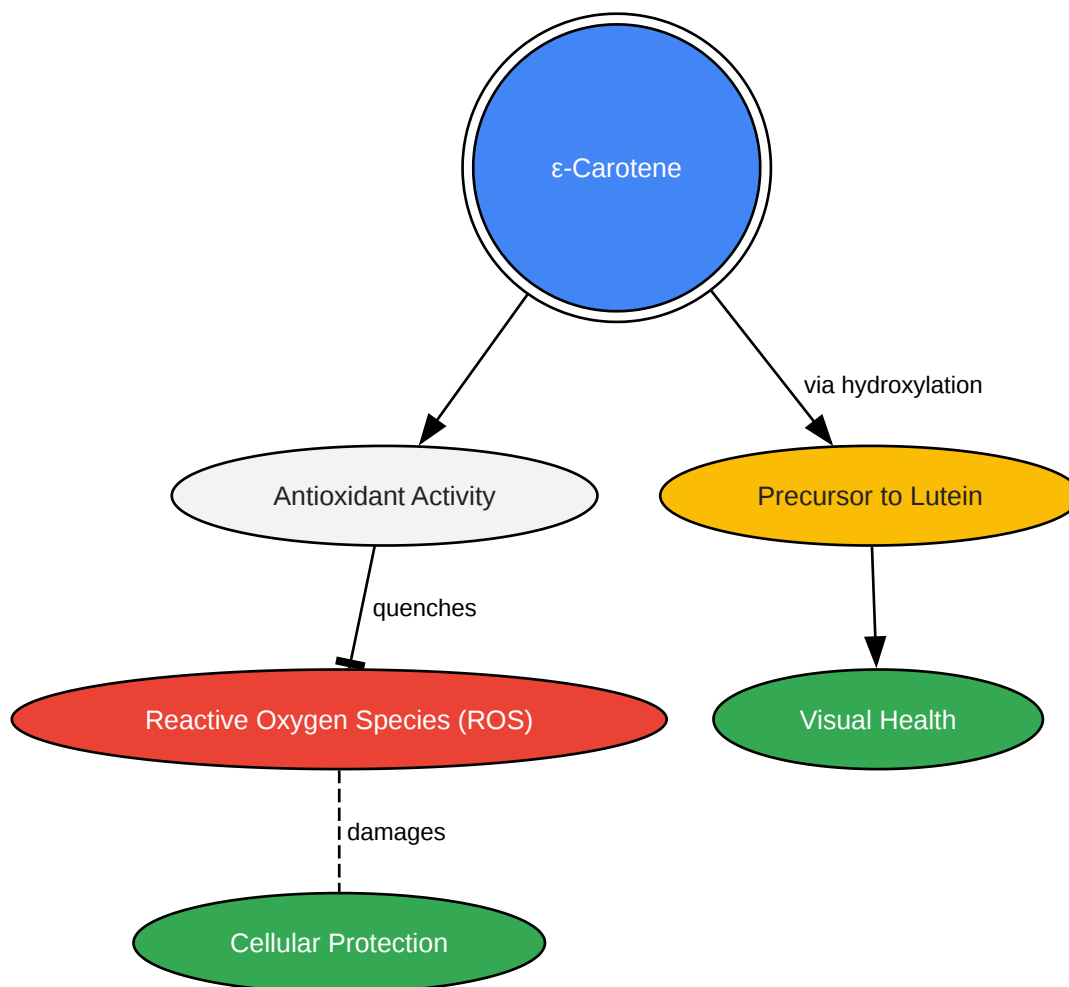 ε-Carotene
via hydroxylation
Antioxidant Activity
Precursor to Lutein
quenches
Reactive Oxygen Species (ROS)
Visual Health
damages
Cellular Protection